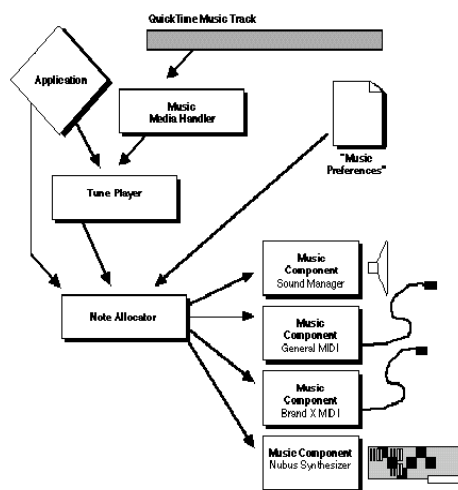 QuickTime Music Track
Application
Music
Media Handler
"Music
Preferences"
Tune Player
Music
Component
Sound Manager
Note Allocator
Music
Component
General MIDI
Music
Component
Brand X MIDI
Music Component
Nubus Synthesizer